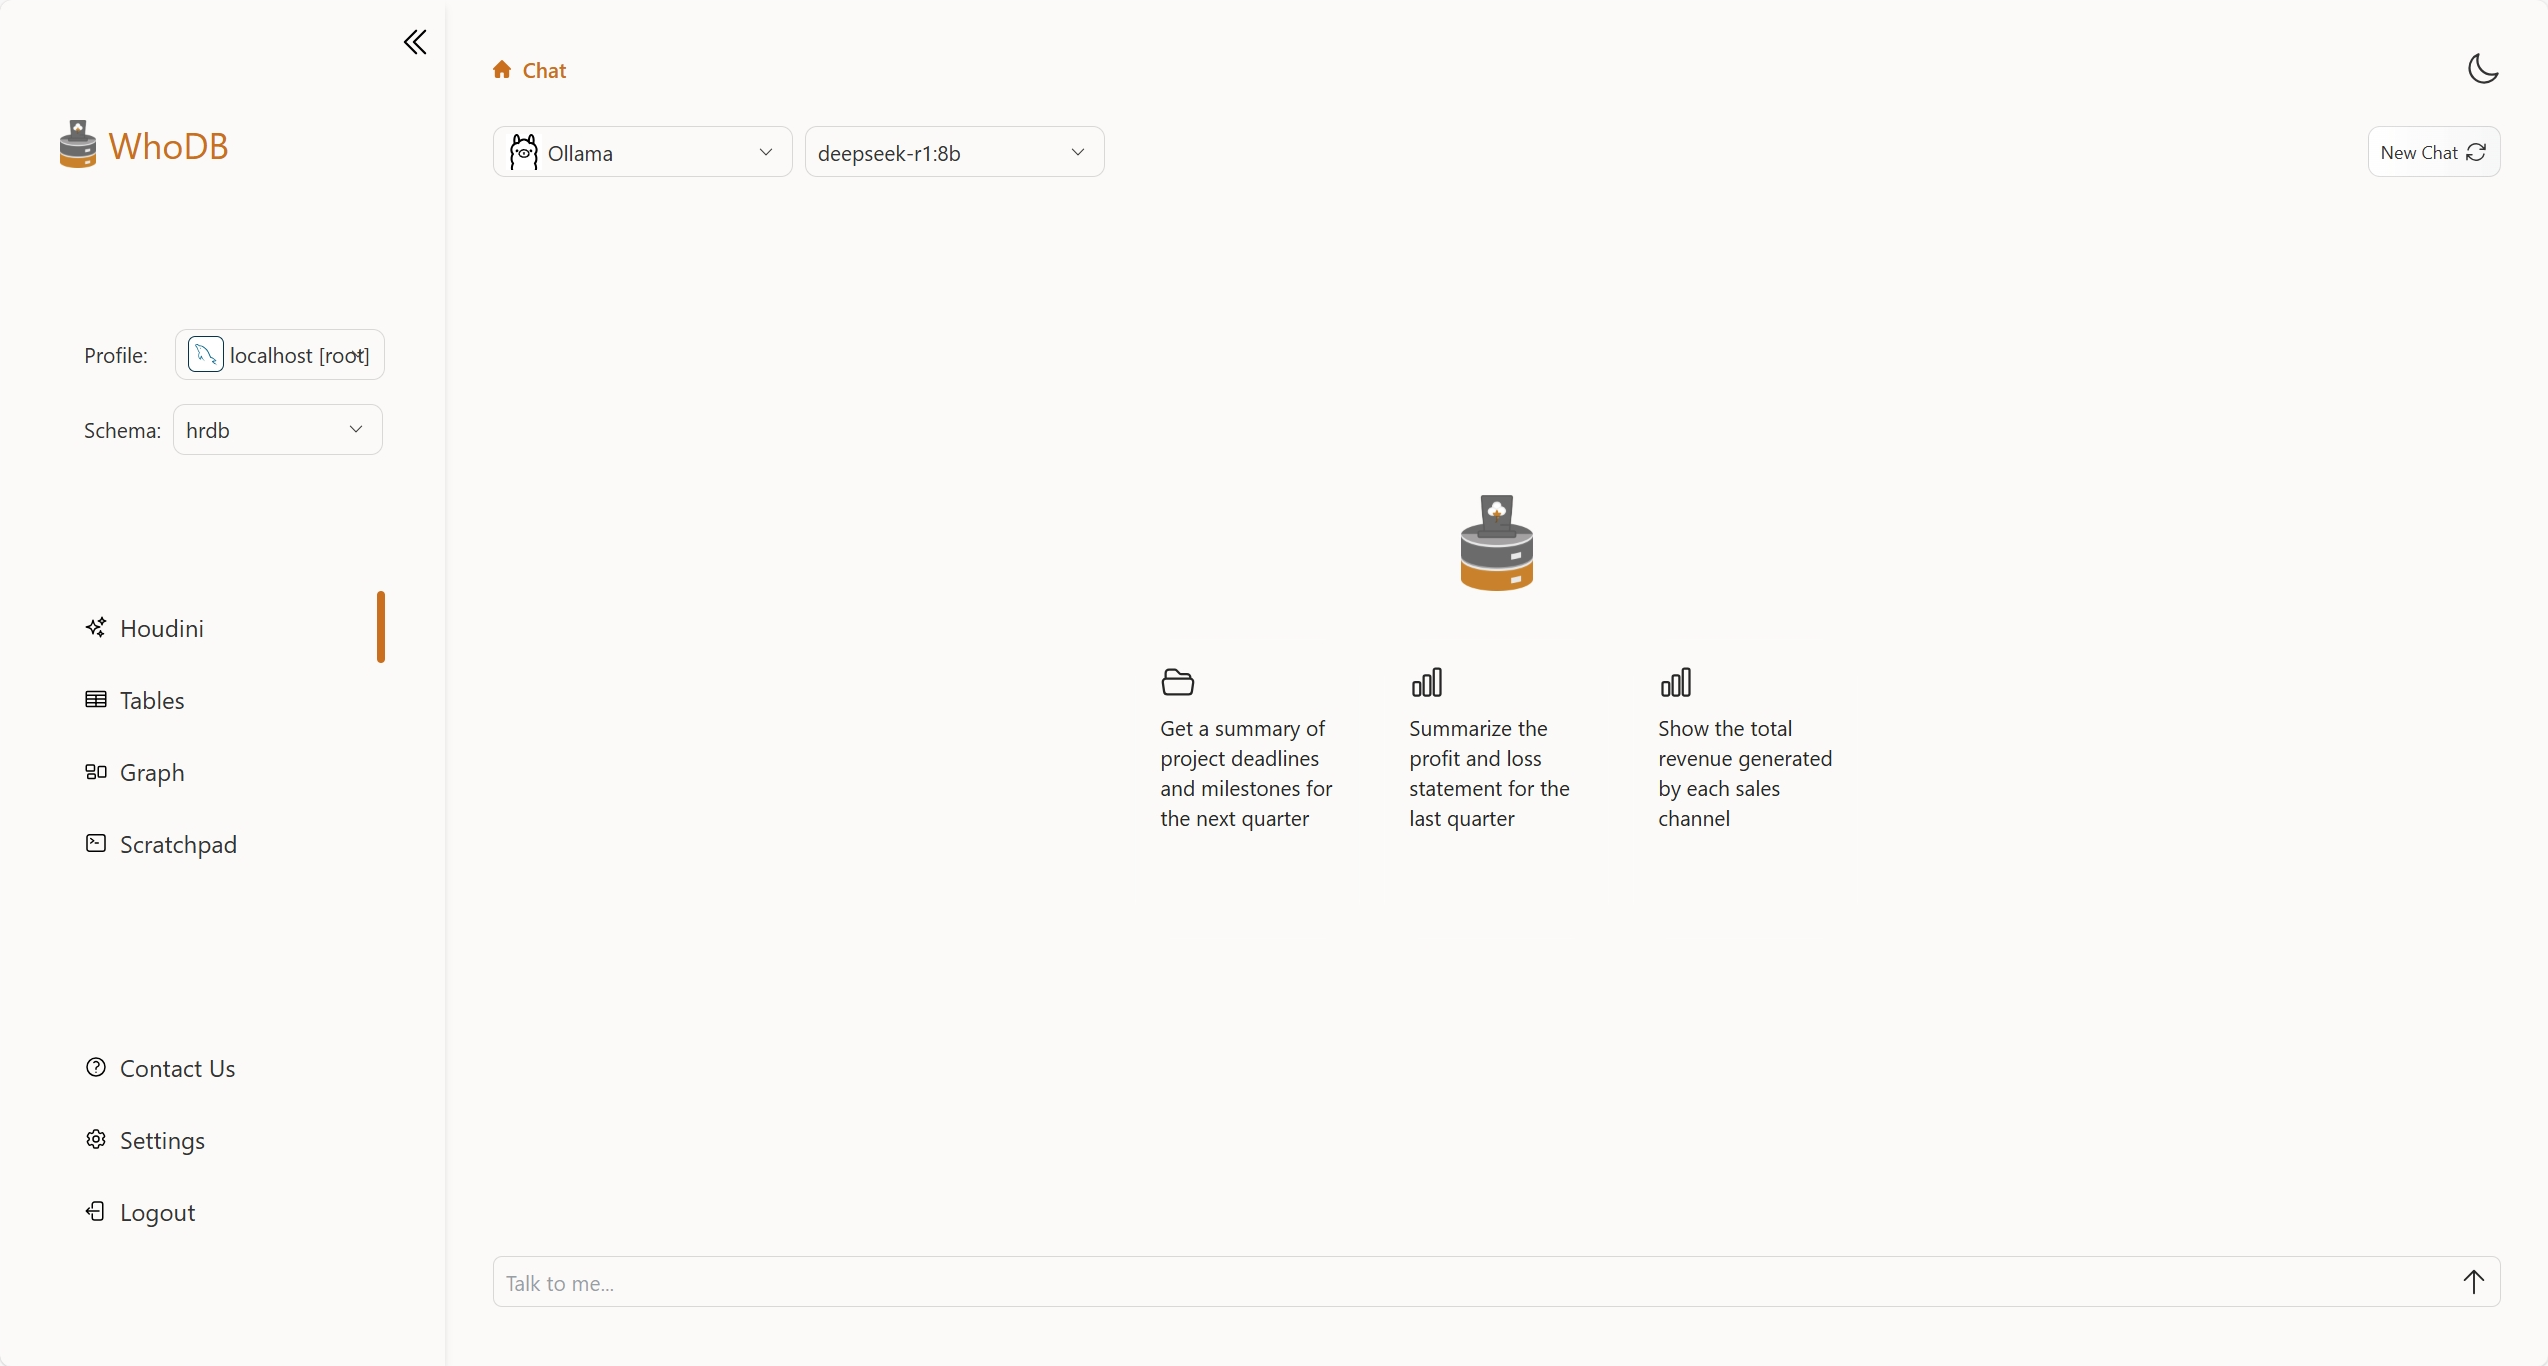 WhoDB
Profile: localhost [root]
Schema: hrdb
Houdini
Tables
Graph
Scratchpad
Contact Us
Settings
Logout
Chat
Ollama
deepseek-r1:8b
New Chat
Get a summary of
project deadlines
and milestones for
the next quarter
Summarize the
profit and loss
statement for the
last quarter
Show the total
revenue generated
by each sales
channel
Talk to me...